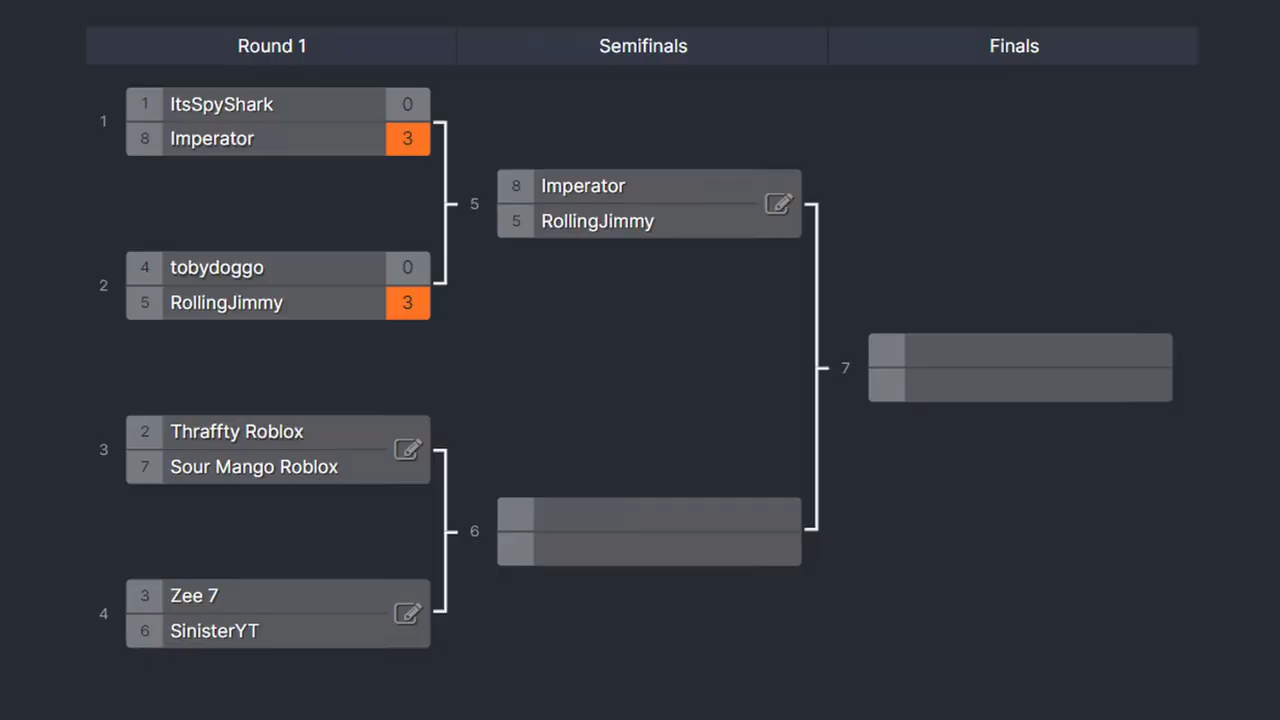 Round 1
Semifinals
Finals
1
1 ItsSpyShark 0
8 Imperator 3
2
4 tobydoggo 0
5 RollingJimmy 3
3
2 Thraffty Roblox
7 Sour Mango Roblox
4
3 Zee 7
6 SinisterYT
5
8 Imperator
5 RollingJimmy
6
7